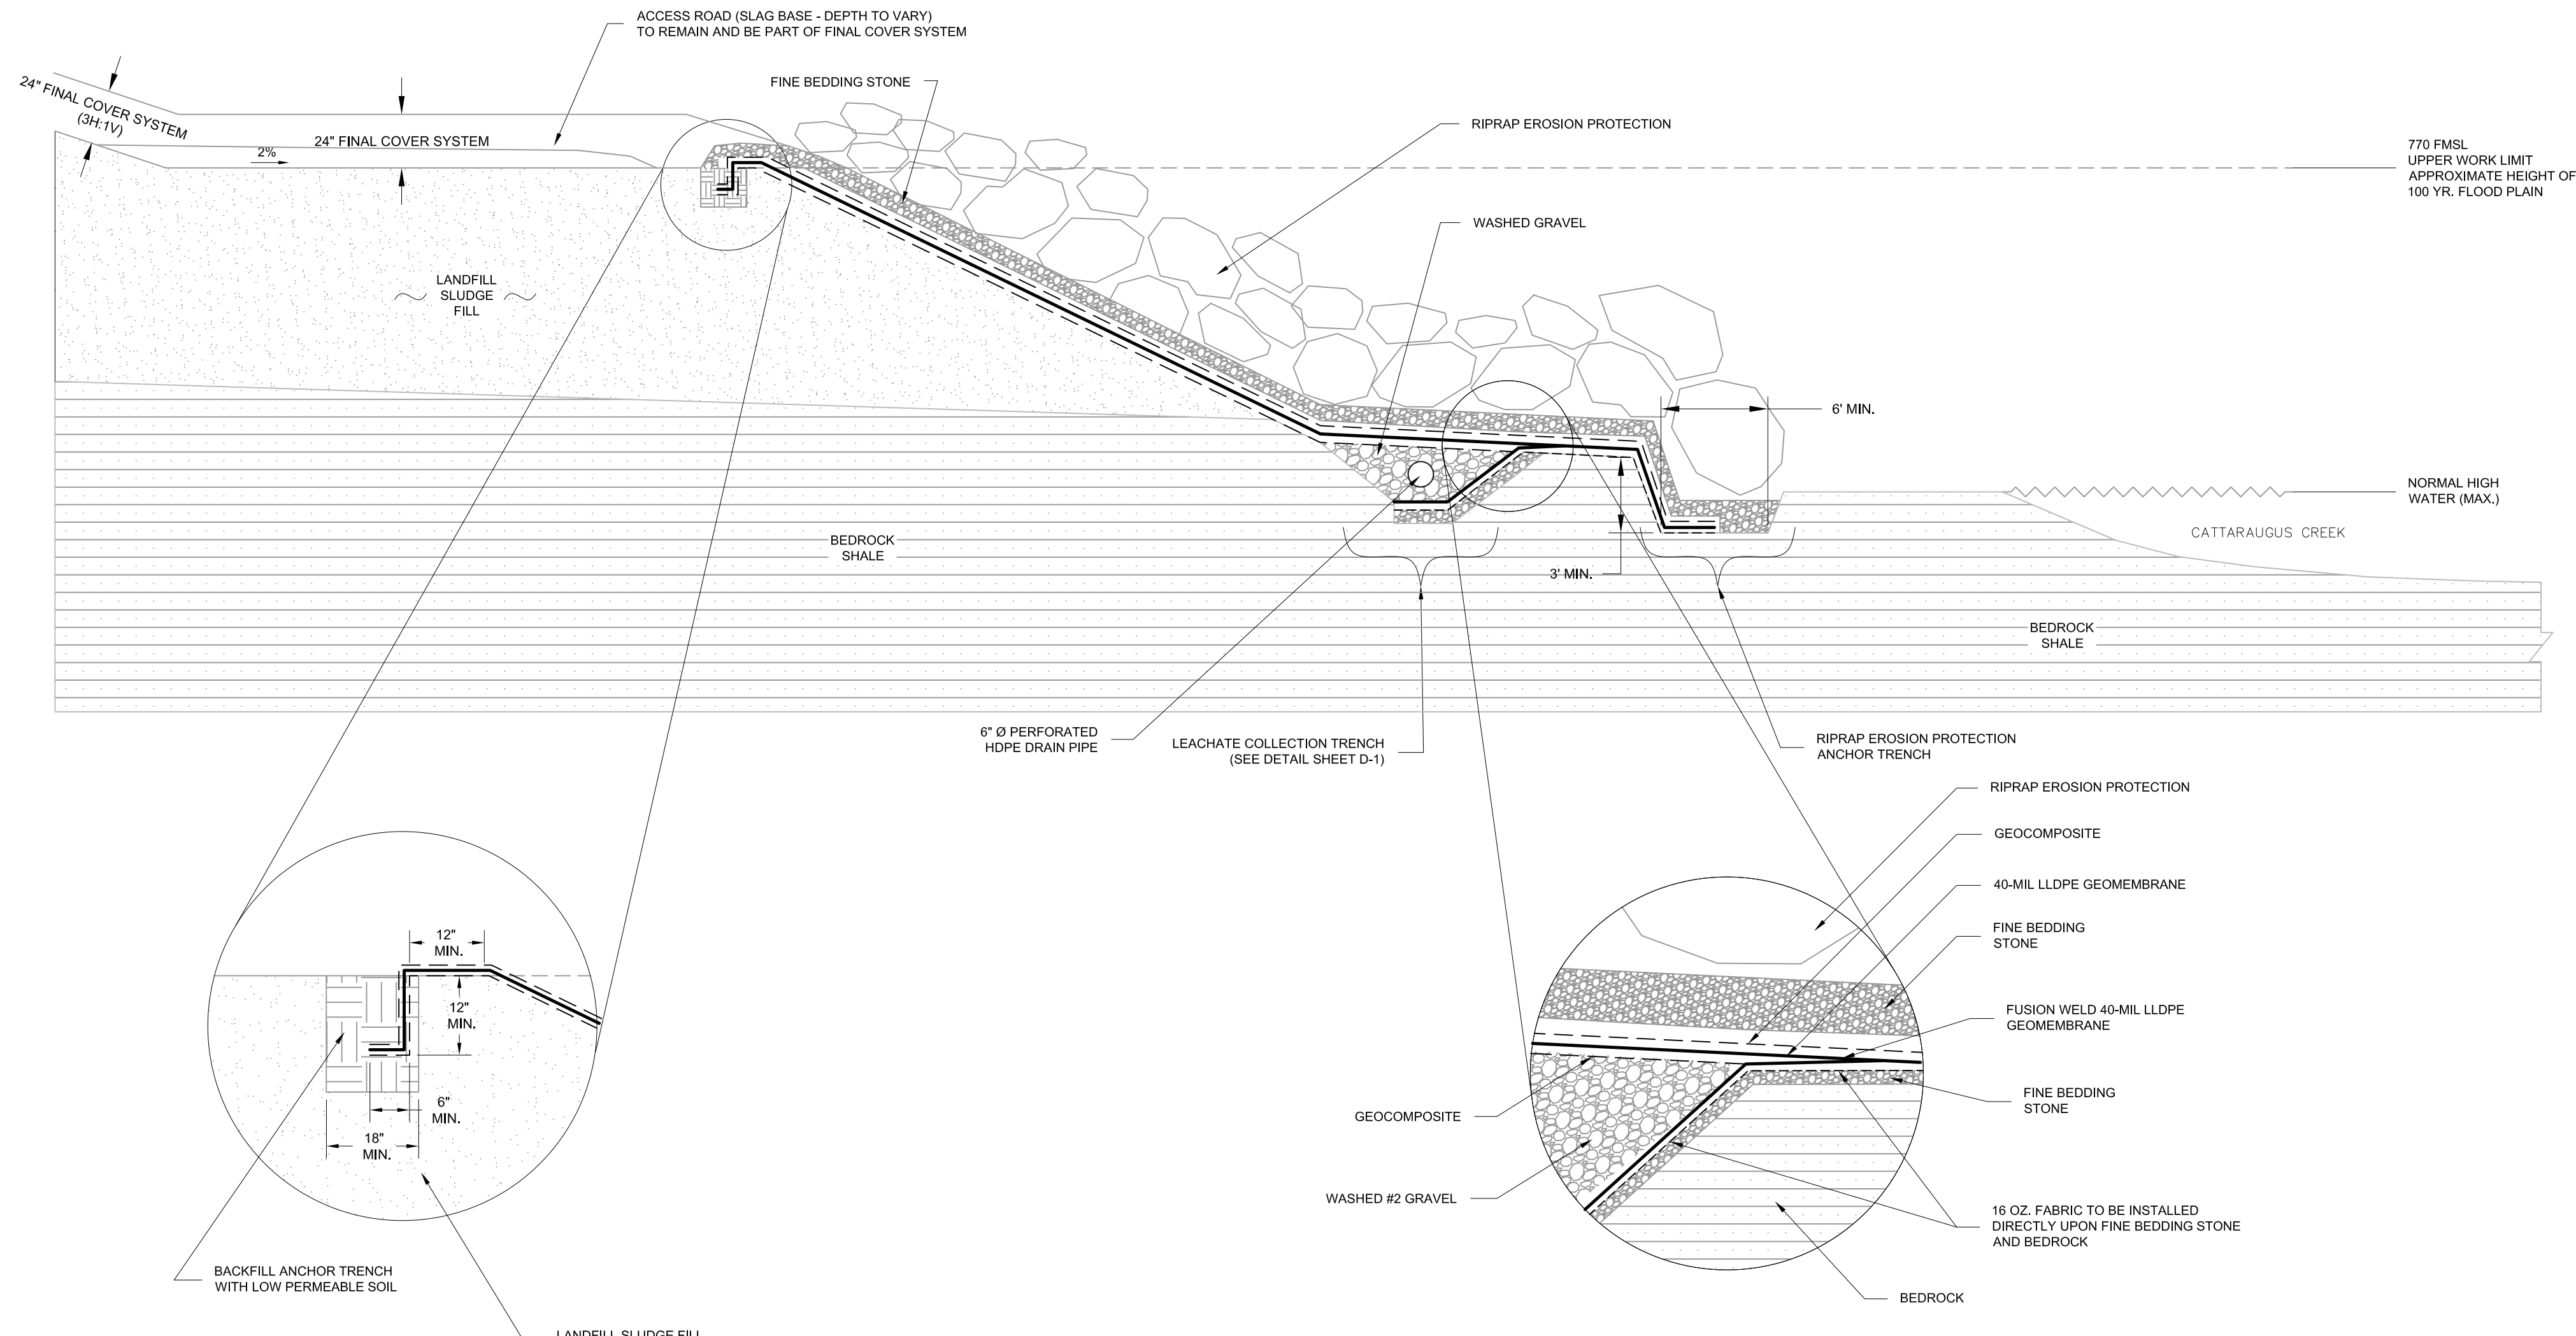 ACCESS ROAD (SLAG BASE - DEPTH TO VARY)
TO REMAIN AND BE PART OF FINAL COVER SYSTEM
24" FINAL COVER SYSTEM
(3H:1V)
FINE BEDDING STONE
24" FINAL COVER SYSTEM
2%
RIPRAP EROSION PROTECTION
770 FMSL
UPPER WORK LIMIT
APPROXIMATE HEIGHT OF
100 YR. FLOOD PLAIN
WASHED GRAVEL
LANDFILL
SLUDGE
FILL
6' MIN.
NORMAL HIGH
WATER (MAX.)
CATTARAUGUS CREEK
BEDROCK
SHALE
3' MIN.
BEDROCK
SHALE
6" Ø PERFORATED
HDPE DRAIN PIPE
LEACHATE COLLECTION TRENCH
(SEE DETAIL SHEET D-1)
RIPRAP EROSION PROTECTION
ANCHOR TRENCH
RIPRAP EROSION PROTECTION
GEOCOMPOSITE
40-MIL LLDPE GEOMEMBRANE
FINE BEDDING
STONE
FUSION WELD 40-MIL LLDPE
GEOMEMBRANE
FINE BEDDING
STONE
GEOCOMPOSITE
WASHED #2 GRAVEL
16 OZ. FABRIC TO BE INSTALLED
DIRECTLY UPON FINE BEDDING STONE
AND BEDROCK
BEDROCK
12"
MIN.
12"
MIN.
6"
MIN.
18"
MIN.
BACKFILL ANCHOR TRENCH
WITH LOW PERMEABLE SOIL
LANDFILL SLUDGE FILL